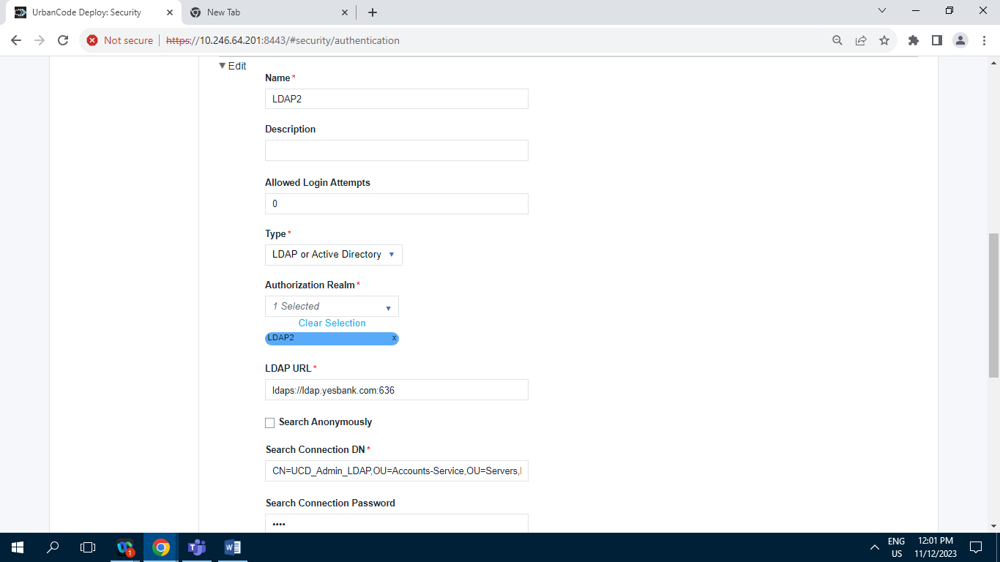 UrbanCode Deploy: Security
New Tab
Not secure
https://10.246.64.201:8443/#security/authentication
Edit
Name*
LDAP2
Description
Allowed Login Attempts
0
Type*
LDAP or Active Directory
Authorization Realm*
1 Selected
Clear Selection
LDAP2 x
LDAP URL*
ldaps://ldap.yesbank.com:636
Search Anonymously
Search Connection DN*
CN=UCD_Admin_LDAP,OU=Accounts-Service,OU=Servers,
Search Connection Password
••••
1
W
ENG
US
12:01 PM
11/12/2023